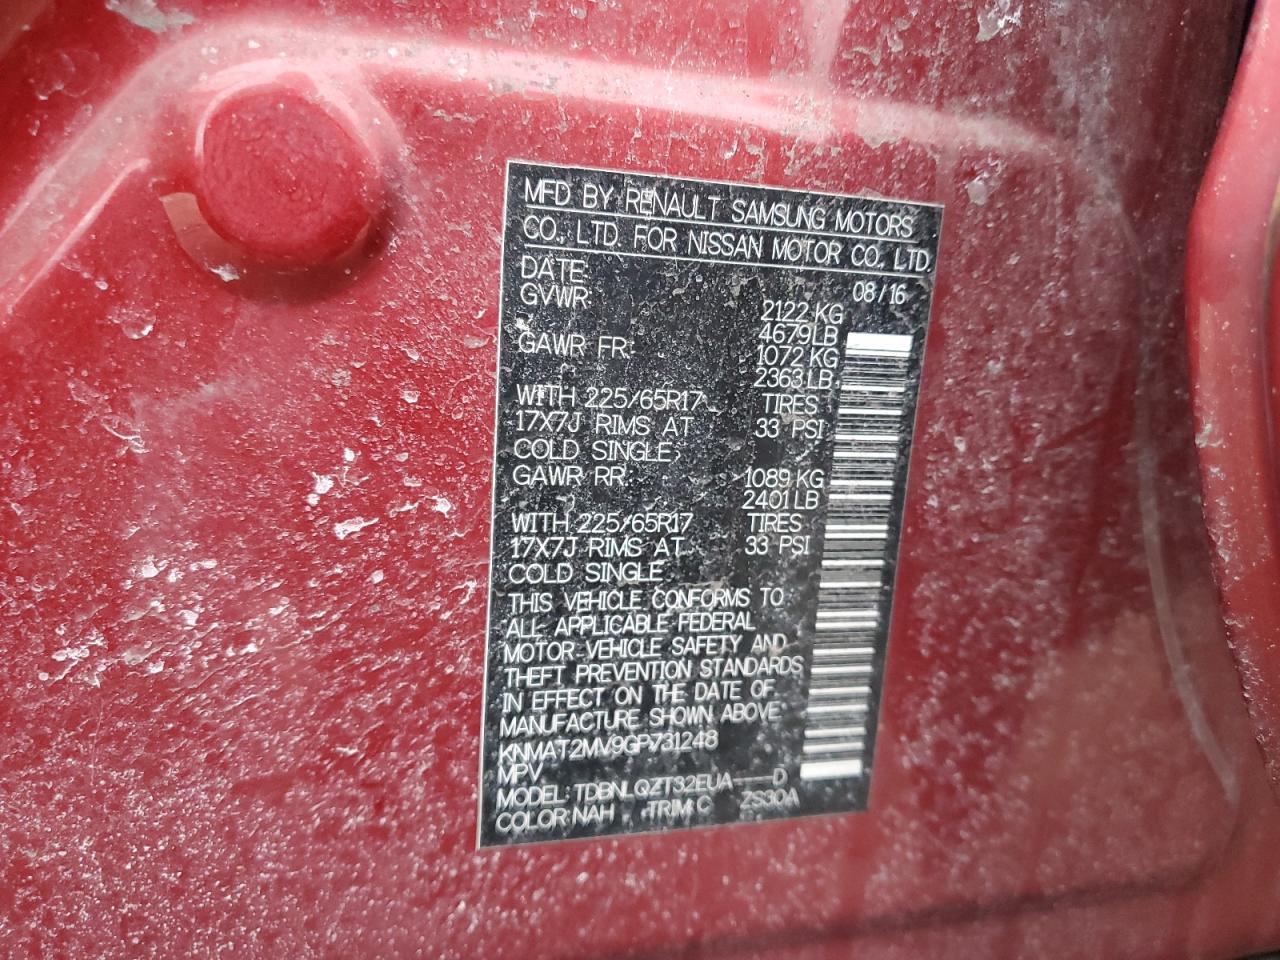 MFD BY RENAULT SAMSUNG MOTORS
CO., LTD. FOR NISSAN MOTOR CO., LTD.
DATE: 08/16
GVWR: 2122 KG
4679LB
GAWR FR: 1072 KG
2363LB
WITH 225/65R17 TIRES
17X7J RIMS AT 33 PSI
COLD SINGLE
GAWR RR: 1089 KG
2401LB
WITH 225/65R17 TIRES
17X7J RIMS AT 33 PSI
COLD SINGLE
THIS VEHICLE CONFORMS TO
ALL APPLICABLE FEDERAL
MOTOR VEHICLE SAFETY AND
THEFT PREVENTION STANDARDS
IN EFFECT ON THE DATE OF
MANUFACTURE SHOWN ABOVE
KNMAT2MV9GP731248
MPV
MODEL: TDBNLQZT32EUA----D
COLOR:NAH TRIM:C ZS30A